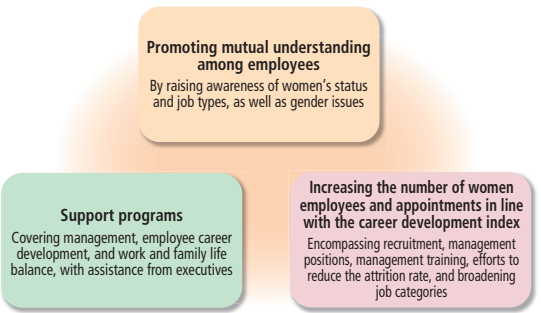 Promoting mutual understanding
among employees
By raising awareness of women's status
and job types, as well as gender issues
Support programs
Covering management, employee career
development, and work and family life
balance, with assistance from executives
Increasing the number of women
employees and appointments in line
with the career development index
Encompassing recruitment, management
positions, management training, efforts to
reduce the attrition rate, and broadening
job categories